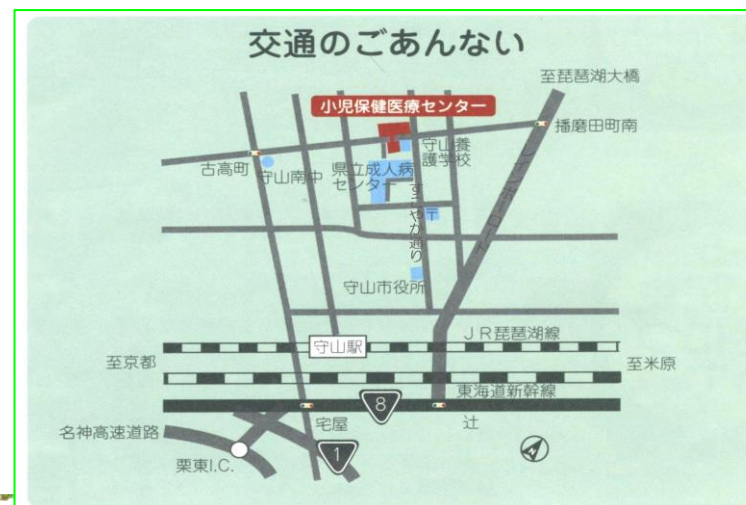 交通のごあんない
至琵琶湖大橋
小児保健医療センター
播磨田町南
守山養
護学校
古高町
守山南中
県立成人病
センター
すこやか通り
〒
守山市役所
JR琵琶湖線
守山駅
至京都
至米原
東海道新幹線
8
名神高速道路
宅屋
辻
栗東I.C.
1